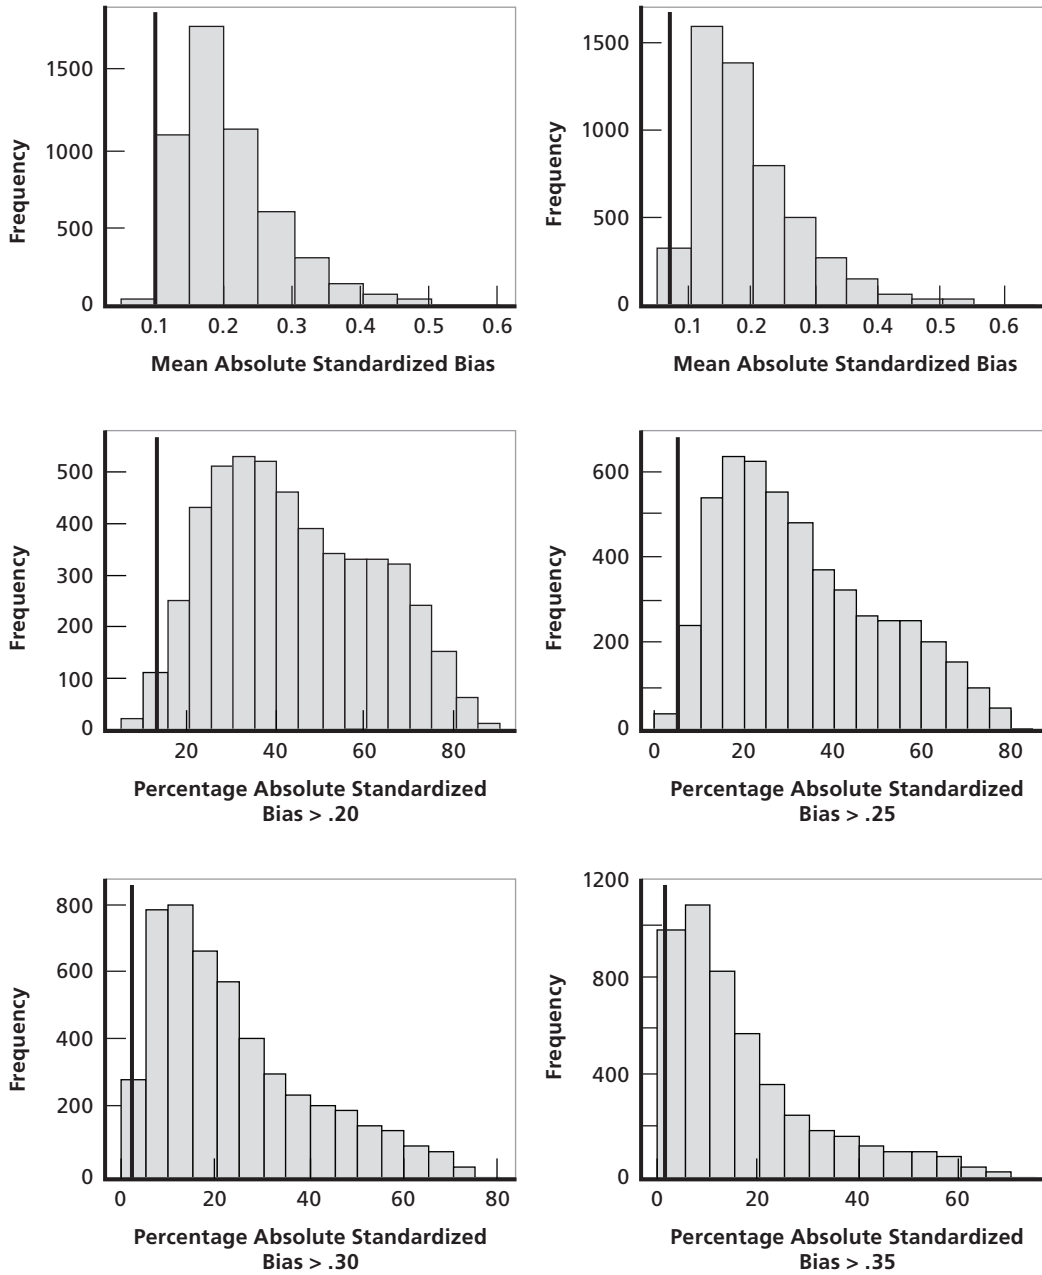 Frequency
1500
1000
500
0
0.1 0.2 0.3 0.4 0.5 0.6
Mean Absolute Standardized Bias
Frequency
1500
1000
500
0
0.1 0.2 0.3 0.4 0.5 0.6
Mean Absolute Standardized Bias
Frequency
500
400
300
200
100
0
20 40 60 80
Percentage Absolute Standardized
Bias > .20
Frequency
600
400
200
0
0 20 40 60 80
Percentage Absolute Standardized
Bias > .25
Frequency
800
600
400
200
0
0 20 40 60 80
Percentage Absolute Standardized
Bias > .30
Frequency
1200
800
400
0
0 20 40 60
Percentage Absolute Standardized
Bias > .35